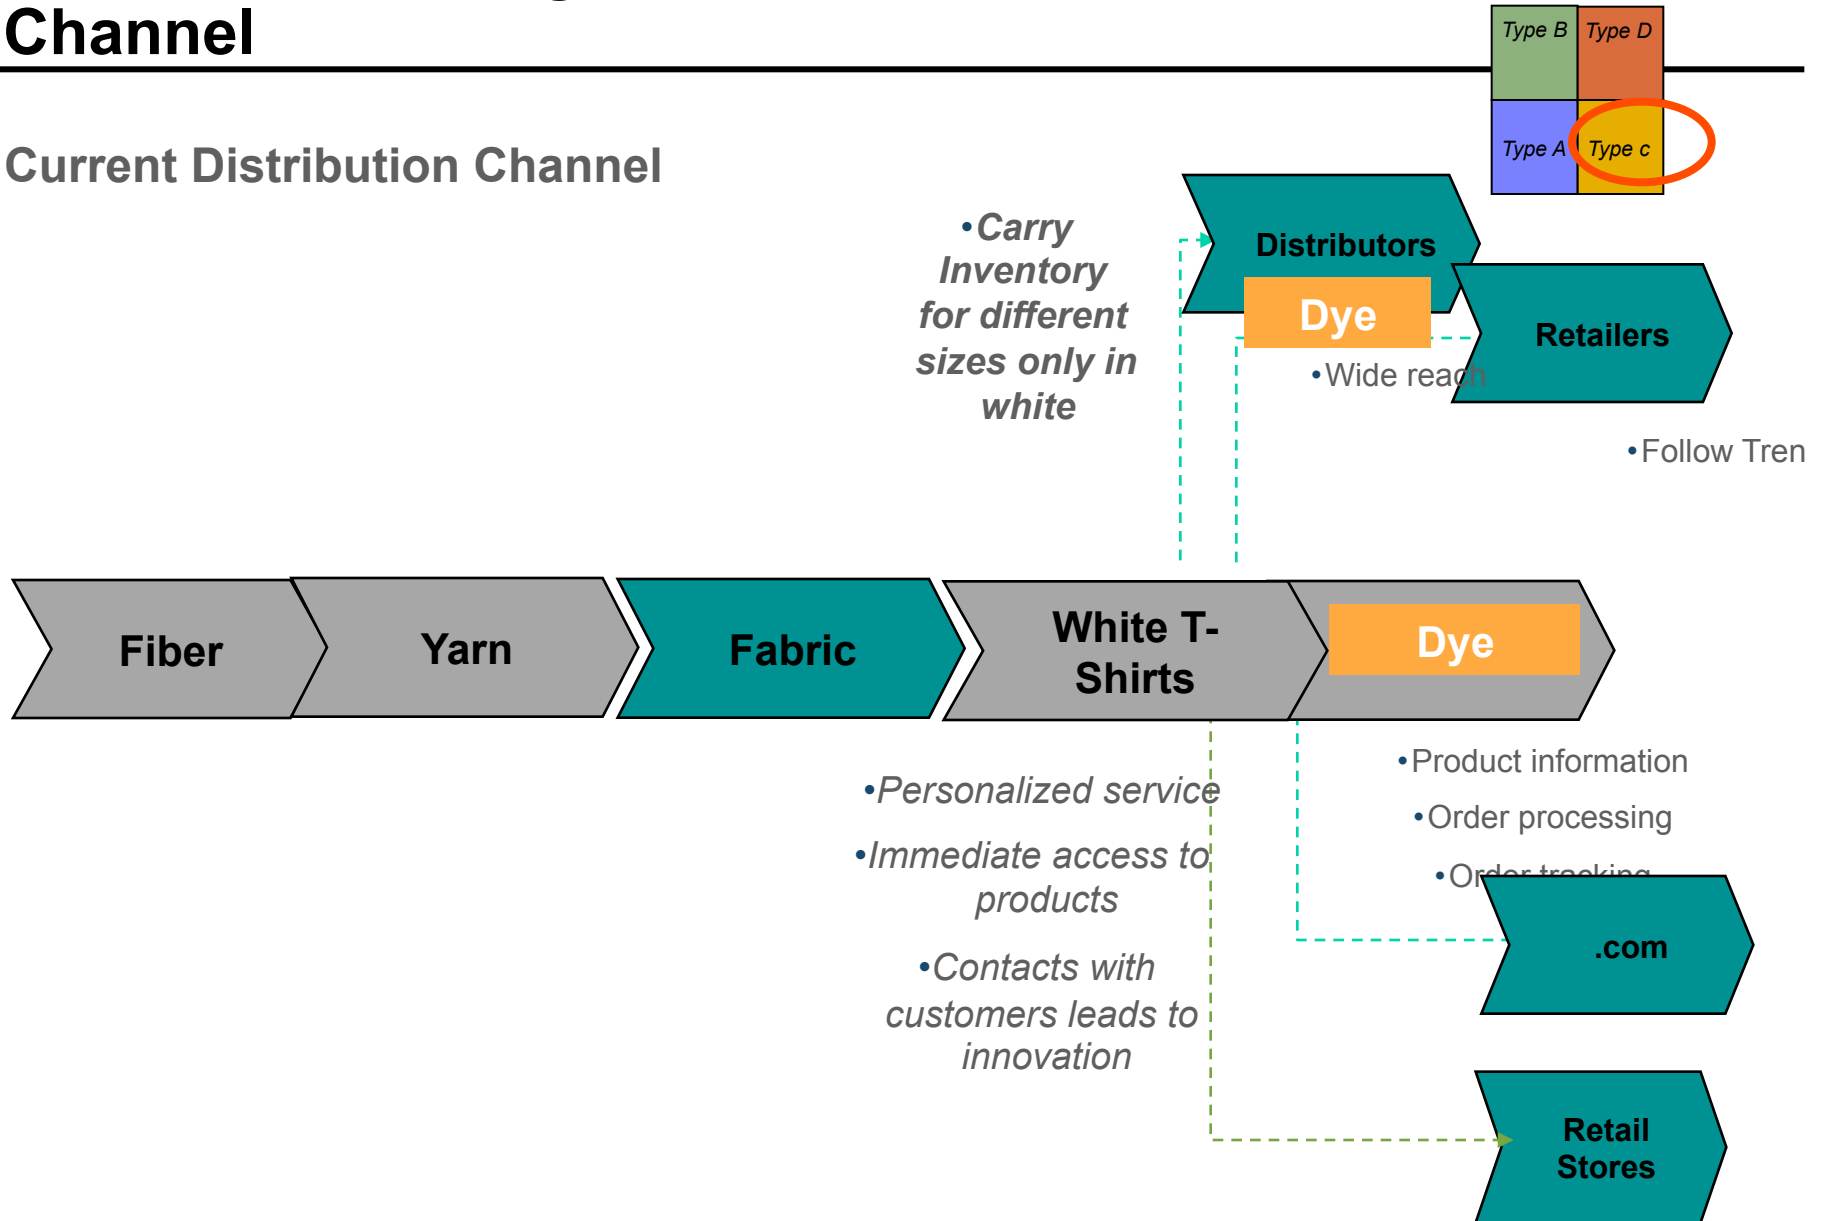 Channel
Type B
Type D
Type A
Type c
Current Distribution Channel
•Carry
Inventory
for different
sizes only in
white
Distributors
Dye
Retailers
•Wide reach
•Follow Tren
Fiber
Yarn
Fabric
White T-
Shirts
Dye
•Personalized service
•Immediate access to
products
•Contacts with
customers leads to
innovation
•Product information
•Order processing
•Order tracking
.com
Retail
Stores